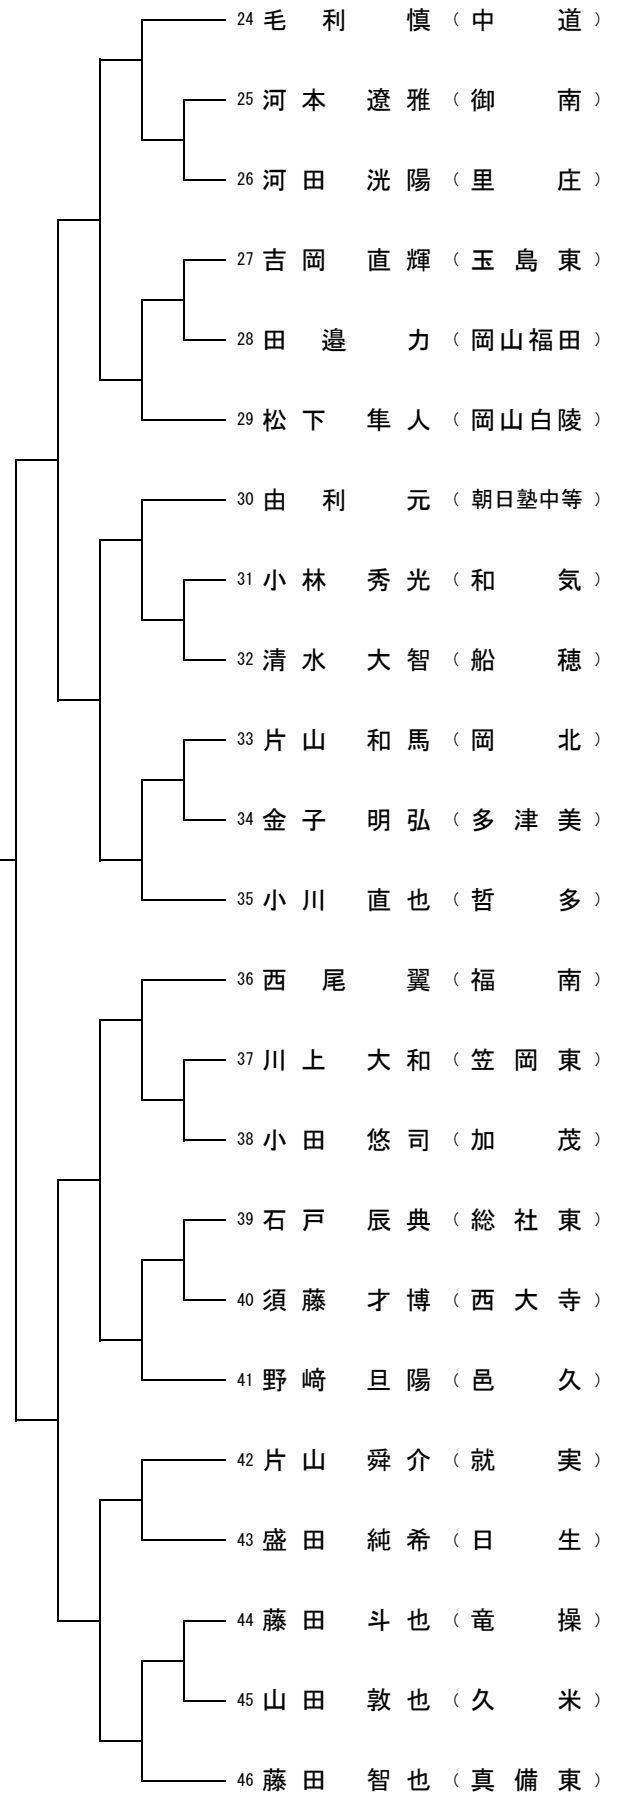 24 毛利 慎 （中道）
25 河本 遼雅 （御南）
26 河田 洸陽 （里庄）
27 吉岡 直輝 （玉島東）
28 田邉 力 （岡山福田）
29 松下 隼人 （岡山白陵）
30 由利 元 （朝日塾中等）
31 小林 秀光 （和気）
32 清水 大智 （船穂）
33 片山 和馬 （岡北）
34 金子 明弘 （多津美）
35 小川 直也 （哲多）
36 西尾 翼 （福南）
37 川上 大和 （笠岡東）
38 小田 悠司 （加茂）
39 石戸 辰典 （総社東）
40 須藤 才博 （西大寺）
41 野﨑 旦陽 （邑久）
42 片山 舜介 （就実）
43 盛田 純希 （日生）
44 藤田 斗也 （竜操）
45 山田 敦也 （久米）
46 藤田 智也 （真備東）